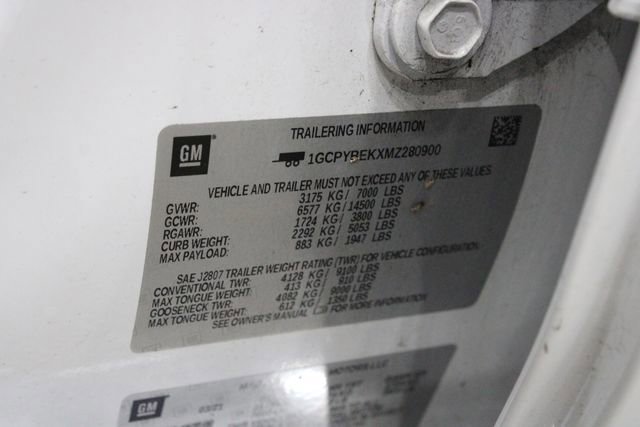 GM
TRAILERING INFORMATION
1GCPYBEKXMZ280900
VEHICLE AND TRAILER MUST NOT EXCEED ANY OF THESE VALUES
GVWR: 3175 KG/ 7000 LBS
GCWR: 6577 KG/ 14500 LBS
RGAWR: 1724 KG/ 3800 LBS
CURB WEIGHT: 2292 KG/ 5053 LBS
MAX PAYLOAD: 883 KG/ 1947 LBS
SAE J2807 TRAILER WEIGHT RATING (TWR) FOR VEHICLE CONFIGURATION
CONVENTIONAL TWR: 4128 KG/ 9100 LBS
MAX TONGUE WEIGHT: 413 KG/ 910 LBS
GOOSENECK TWR: 4082 KG/ 9000 LBS
MAX TONGUE WEIGHT: 612 KG/ 1350 LBS
SEE OWNER'S MANUAL FOR MORE INFORMATION
MOTORS LLC
GM
03/21